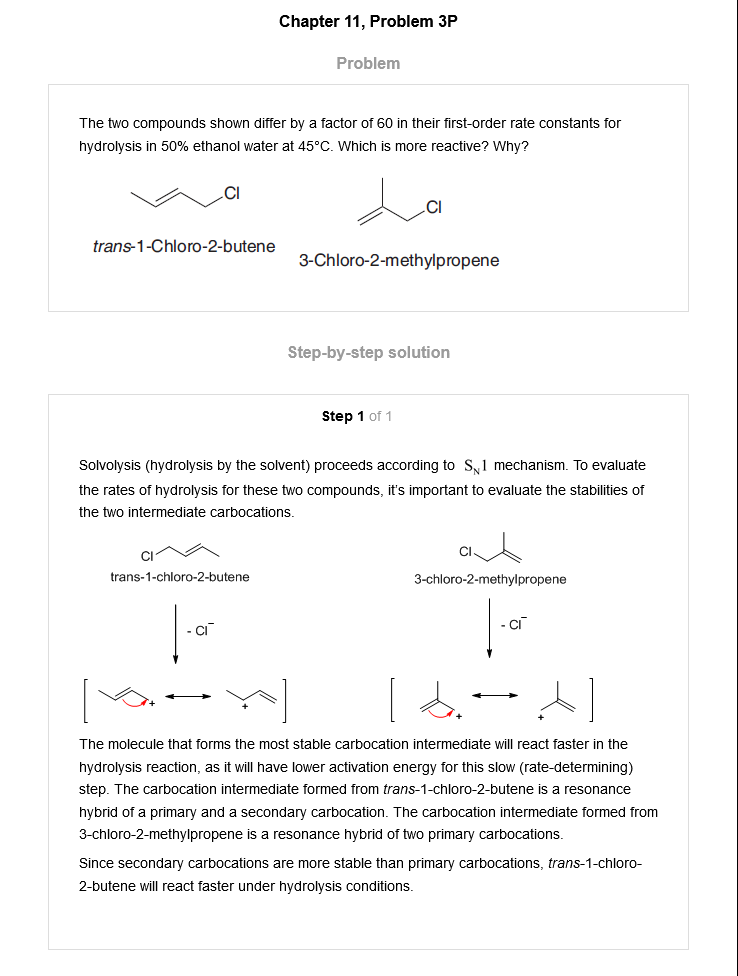 Chapter 11, Problem 3P
Problem
The two compounds shown differ by a factor of 60 in their first-order rate constants for
hydrolysis in 50% ethanol water at 45°C. Which is more reactive? Why?
Cl
Cl
trans-1-Chloro-2-butene
3-Chloro-2-methylpropene
Step-by-step solution
Step 1 of 1
Solvolysis (hydrolysis by the solvent) proceeds according to SN1 mechanism. To evaluate
the rates of hydrolysis for these two compounds, it's important to evaluate the stabilities of
the two intermediate carbocations.
Cl
Cl
trans-1-chloro-2-butene
3-chloro-2-methylpropene
- Cl⁻
- Cl⁻
+
+
+
+
The molecule that forms the most stable carbocation intermediate will react faster in the
hydrolysis reaction, as it will have lower activation energy for this slow (rate-determining)
step. The carbocation intermediate formed from trans-1-chloro-2-butene is a resonance
hybrid of a primary and a secondary carbocation. The carbocation intermediate formed from
3-chloro-2-methylpropene is a resonance hybrid of two primary carbocations.
Since secondary carbocations are more stable than primary carbocations, trans-1-chloro-
2-butene will react faster under hydrolysis conditions.